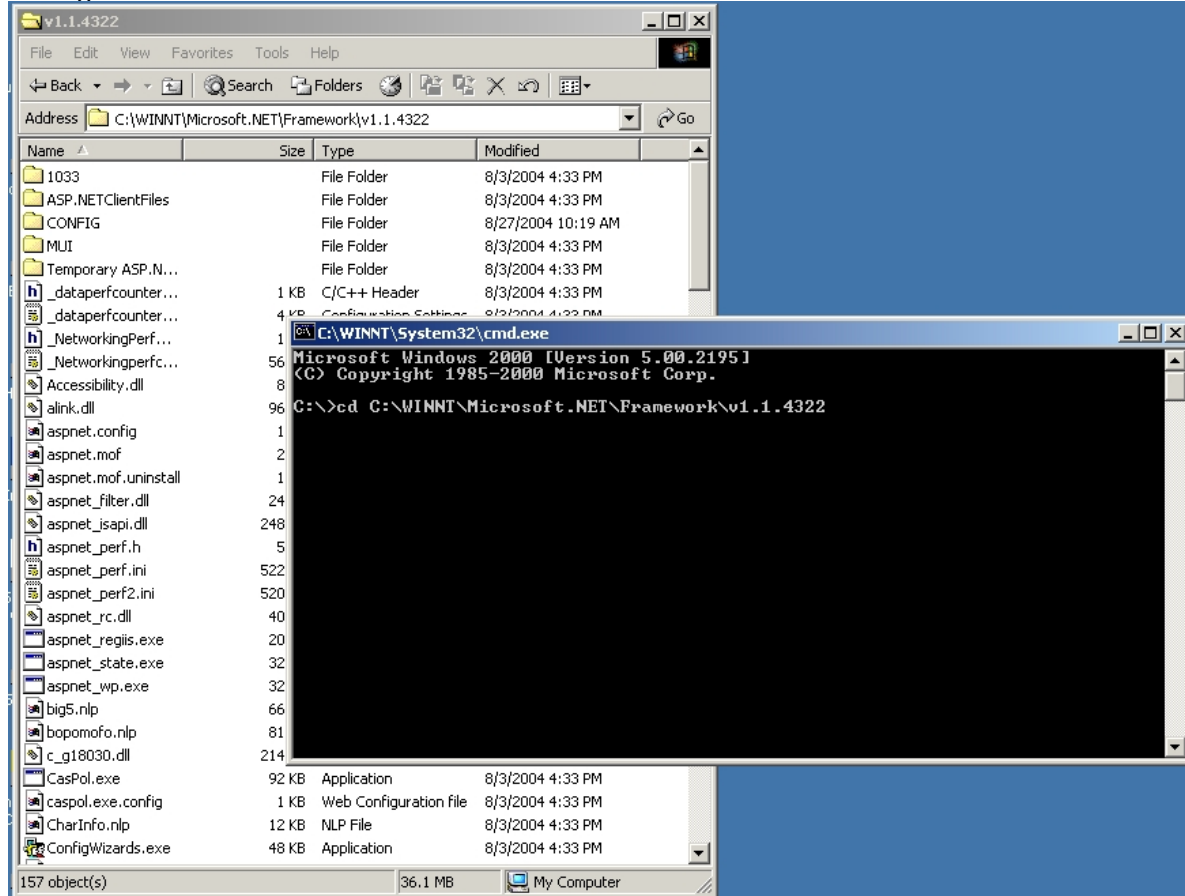 v1.1.4322
File Edit View Favorites Tools Help
Back Search Folders
Address C:\WINNT\Microsoft.NET\Framework\v1.1.4322 Go
Name Size Type Modified
1033 File Folder 8/3/2004 4:33 PM
ASP.NETClientFiles File Folder 8/3/2004 4:33 PM
CONFIG File Folder 8/27/2004 10:19 AM
MUI File Folder 8/3/2004 4:33 PM
Temporary ASP.N... File Folder 8/3/2004 4:33 PM
_dataperfcounter... 1 KB C/C++ Header 8/3/2004 4:33 PM
_dataperfcounter... 4 KB Configuration Settings 8/3/2004 4:33 PM
_NetworkingPerf... 1
_Networkingperfc... 56
Accessibility.dll 8
alink.dll 96
aspnet.config 1
aspnet.mof 2
aspnet.mof.uninstall 1
aspnet_filter.dll 24
aspnet_isapi.dll 248
aspnet_perf.h 5
aspnet_perf.ini 522
aspnet_perf2.ini 520
aspnet_rc.dll 40
aspnet_regiis.exe 20
aspnet_state.exe 32
aspnet_wp.exe 32
big5.nlp 66
bopomofo.nlp 81
c_g18030.dll 214
CasPol.exe 92 KB Application 8/3/2004 4:33 PM
caspol.exe.config 1 KB Web Configuration file 8/3/2004 4:33 PM
CharInfo.nlp 12 KB NLP File 8/3/2004 4:33 PM
ConfigWizards.exe 48 KB Application 8/3/2004 4:33 PM
157 object(s) 36.1 MB My Computer
C:\WINNT\System32\cmd.exe
Microsoft Windows 2000 [Version 5.00.2195]
(C) Copyright 1985-2000 Microsoft Corp.
C:\>cd C:\WINNT\Microsoft.NET\Framework\v1.1.4322